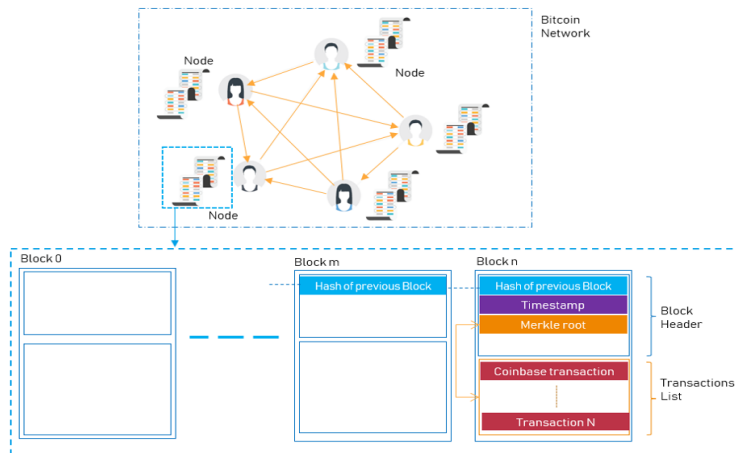 Bitcoin
Network
Node
Node
Node
Block 0
Block m
Block n
Hash of previous Block
Hash of previous Block
Timestamp
Merkle root
Block
Header
Coinbase transaction
Transactions
List
Transaction N